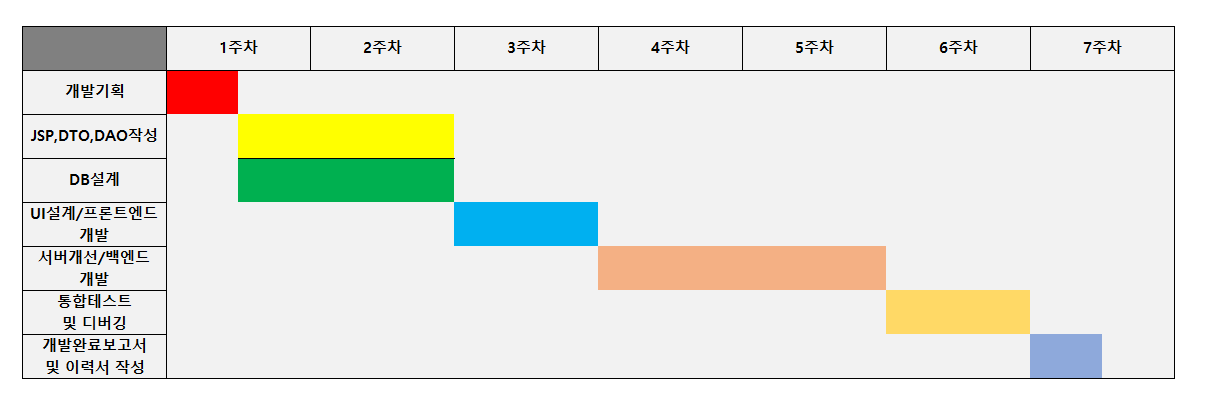 1주차 2주차 3주차 4주차 5주차 6주차 7주차
개발기획
JSP,DTO,DAO작성
DB설계
UI설계/프론트엔드
개발
서버개선/백엔드
개발
통합테스트
및 디버깅
개발완료보고서
및 이력서 작성